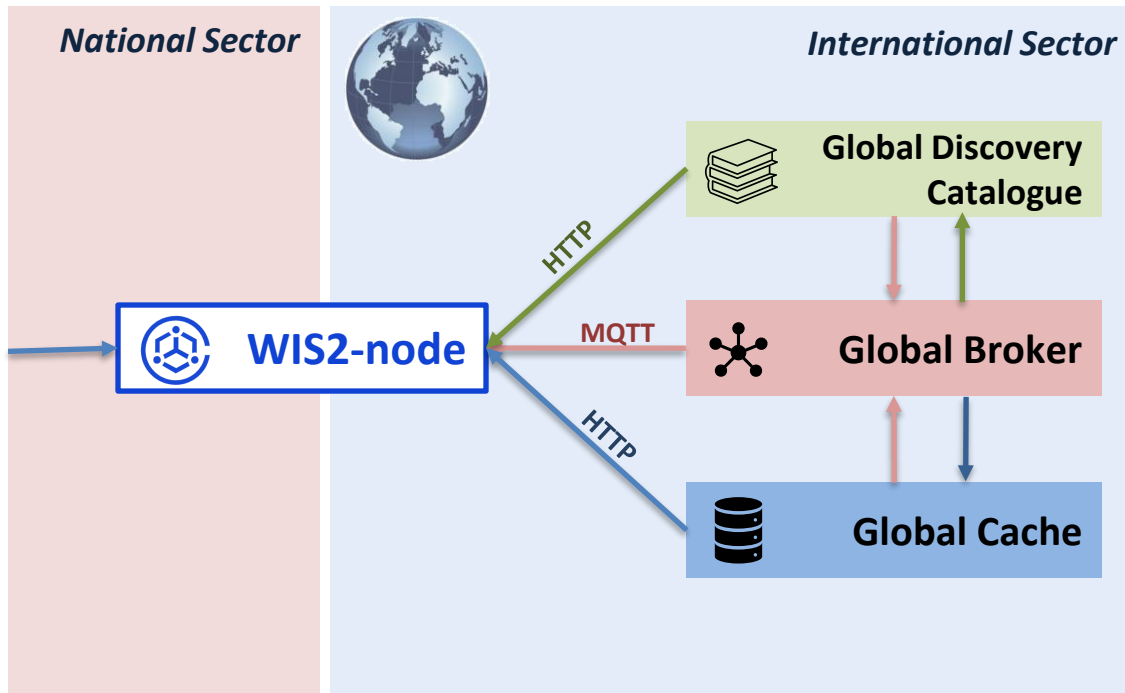 National Sector
International Sector
Global Discovery
Catalogue
HTTP
WIS2-node
MQTT
Global Broker
HTTP
Global Cache